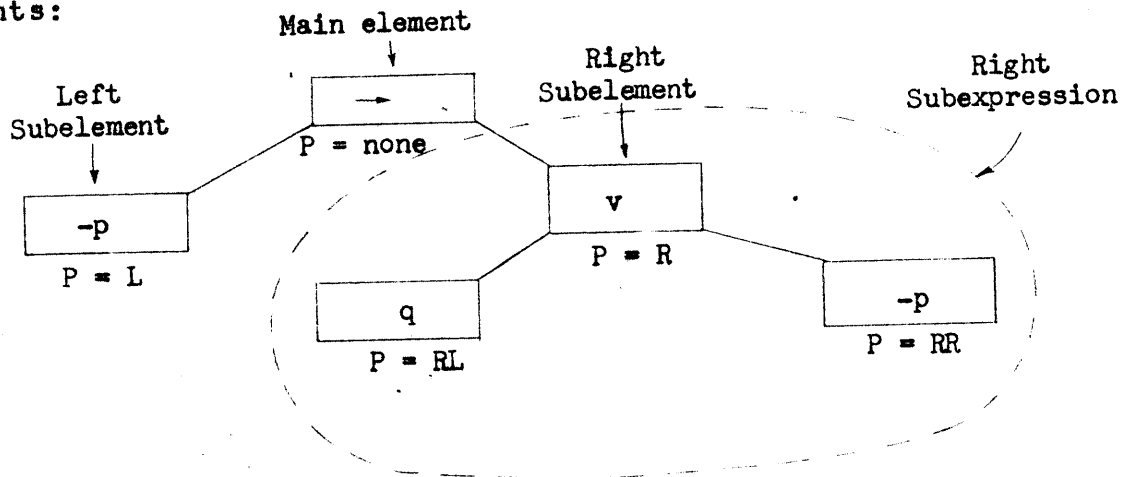 nts:
Main element
Right
Subelement
Right
Subexpression
Left
Subelement
→
P = none
-p
P = L
v
P = R
q
P = RL
-p
P = RR